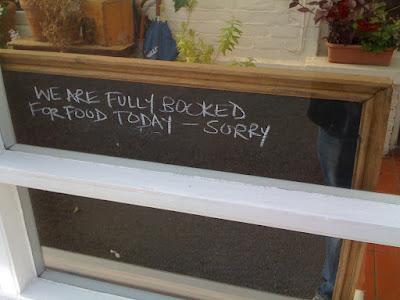 WE ARE FULLY BOOKED
FOR FOOD TODAY - SORRY